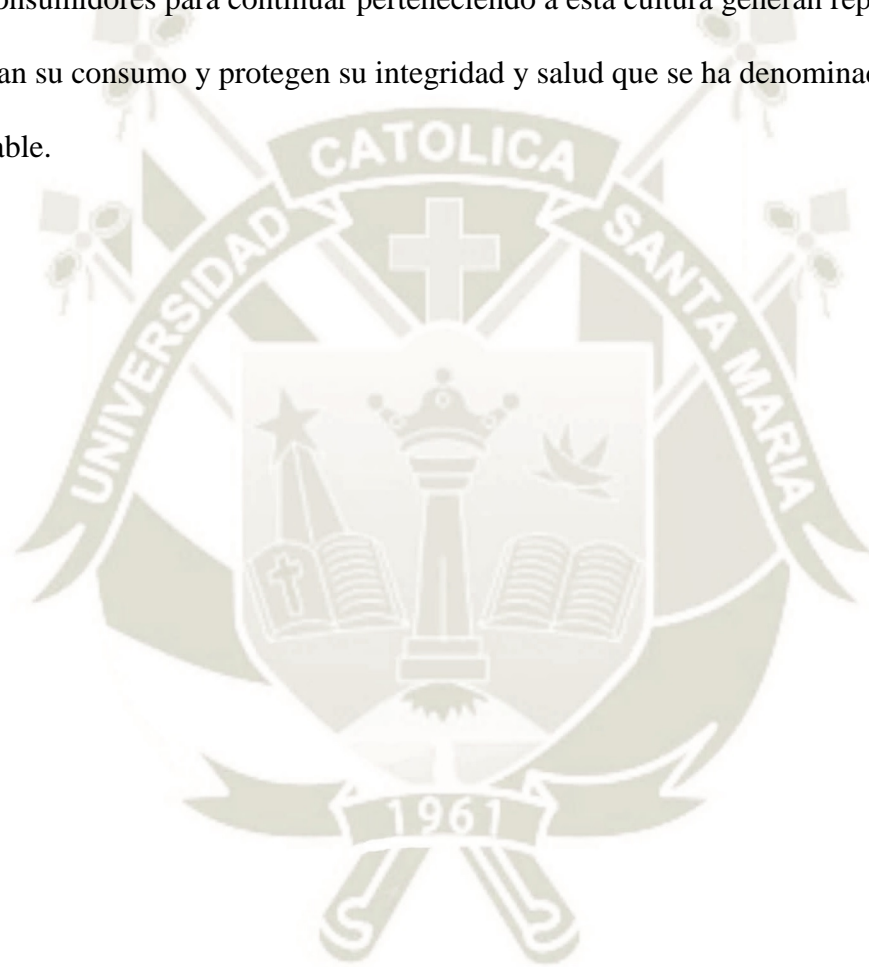 onsumidores para continuar perteneciendo a esta cultura generan rep
an su consumo y protegen su integridad y salud que se ha denominad
able.
CATOLICA
UNIVERSIDAD
SANTA MARIA
1961